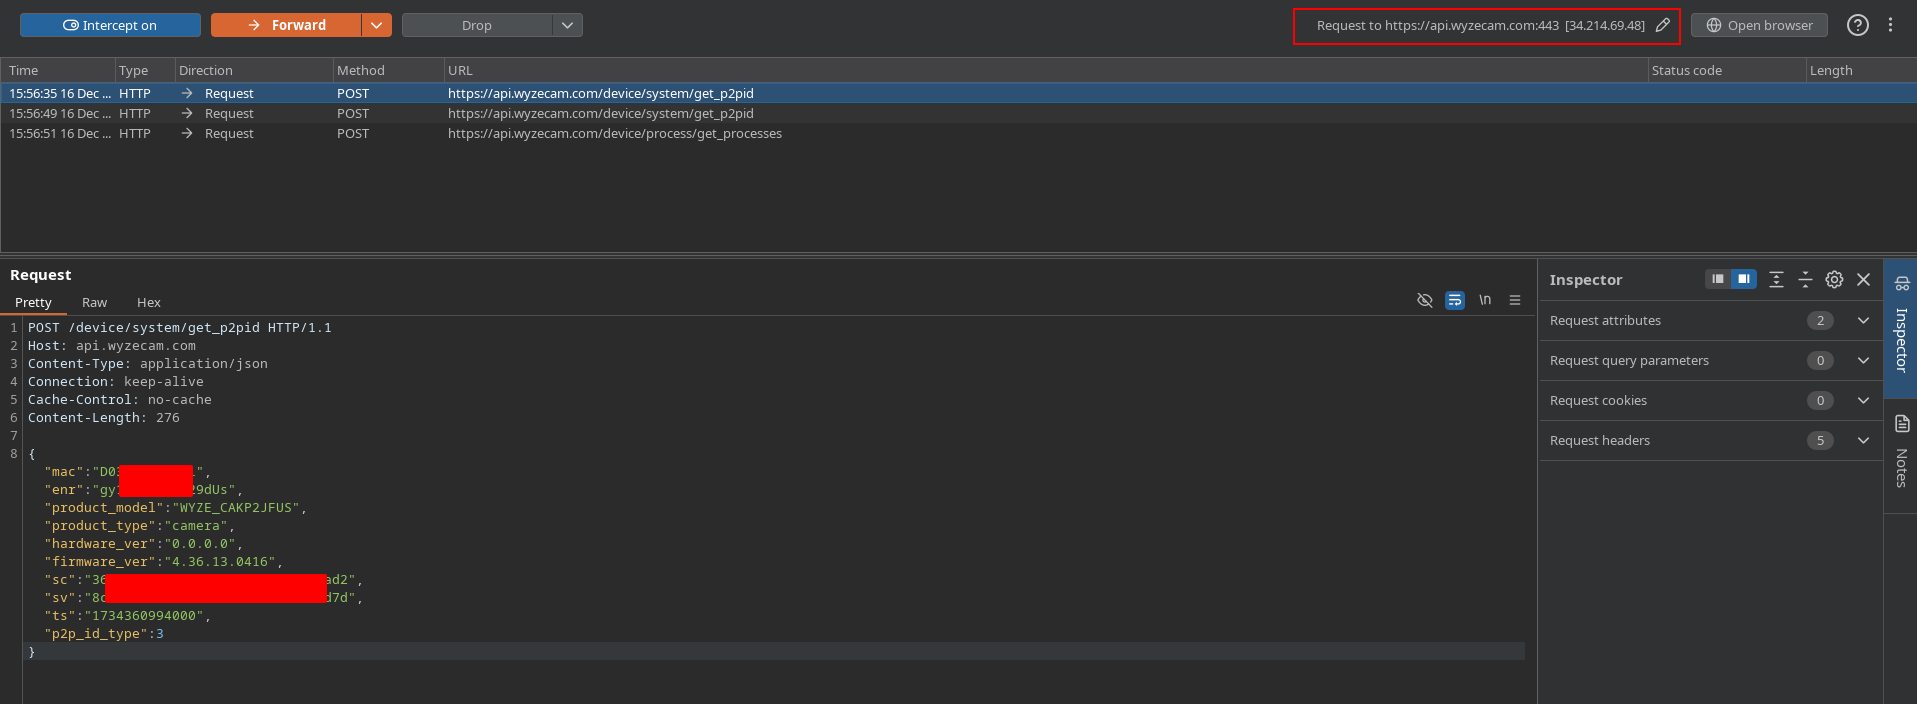 Intercept on
Forward
Drop
Request to https://api.wyzecam.com:443 [34.214.69.48]
Open browser
Time Type Direction Method URL Status code Length
15:56:35 16 Dec ... HTTP → Request POST https://api.wyzecam.com/device/system/get_p2pid
15:56:49 16 Dec ... HTTP → Request POST https://api.wyzecam.com/device/system/get_p2pid
15:56:51 16 Dec ... HTTP → Request POST https://api.wyzecam.com/device/process/get_processes
Request
Pretty Raw Hex
\n
1 POST /device/system/get_p2pid HTTP/1.1
2 Host: api.wyzecam.com
3 Content-Type: application/json
4 Connection: keep-alive
5 Cache-Control: no-cache
6 Content-Length: 276
7
8 {
"mac":"D03 ",
"enr":"gy 29dUs",
"product_model":"WYZE_CAKP2JFUS",
"product_type":"camera",
"hardware_ver":"0.0.0.0",
"firmware_ver":"4.36.13.0416",
"sc":"36 ad2",
"sv":"8c d7d",
"ts":"1734360994000",
"p2p_id_type":3
}
Inspector
Request attributes 2
Request query parameters 0
Request cookies 0
Request headers 5
Inspector
Notes